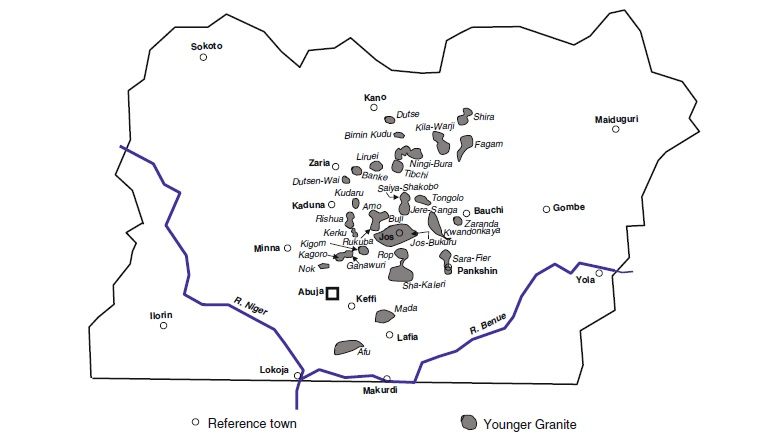 Sokoto
Kano
Dutse
Shira
Kila-Warji
Maiduguri
Birnin Kudu
Fagam
Liruei
Ningi-Bura
Zaria
Banke
Tibchi
Dutsen-Wai
Saiya-Shakobo
Kudaru
Tongolo
Kaduna
Amo
Jere-Sanga
Bauchi
Gombe
Rishua
Buji
Zaranda
Kerku
Jos
Kwandonkaya
Rukuba
Jos-Bukuru
Minna
Kigom
Kagoro
Rop
Sara-Fier
Nok
Ganawuri
Pankshin
Yola
Sha-Kaleri
Abuja
Keffi
R. Niger
Mada
Ilorin
R. Benue
Lafia
Afu
Lokoja
Makurdi
Reference town
Younger Granite